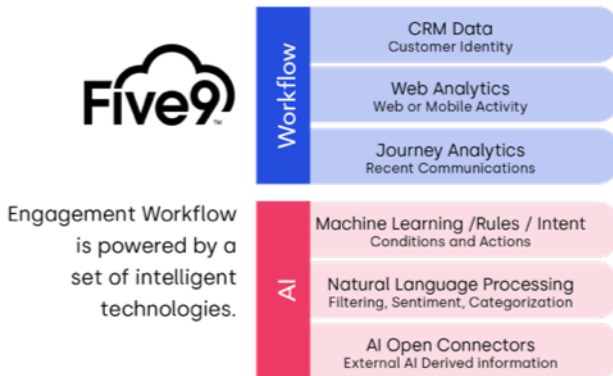 Five9™
Engagement Workflow
is powered by a
set of intelligent
technologies.
Workflow
CRM Data
Customer Identity
Web Analytics
Web or Mobile Activity
Journey Analytics
Recent Communications
AI
Machine Learning /Rules / Intent
Conditions and Actions
Natural Language Processing
Filtering, Sentiment, Categorization
AI Open Connectors
External AI Derived information